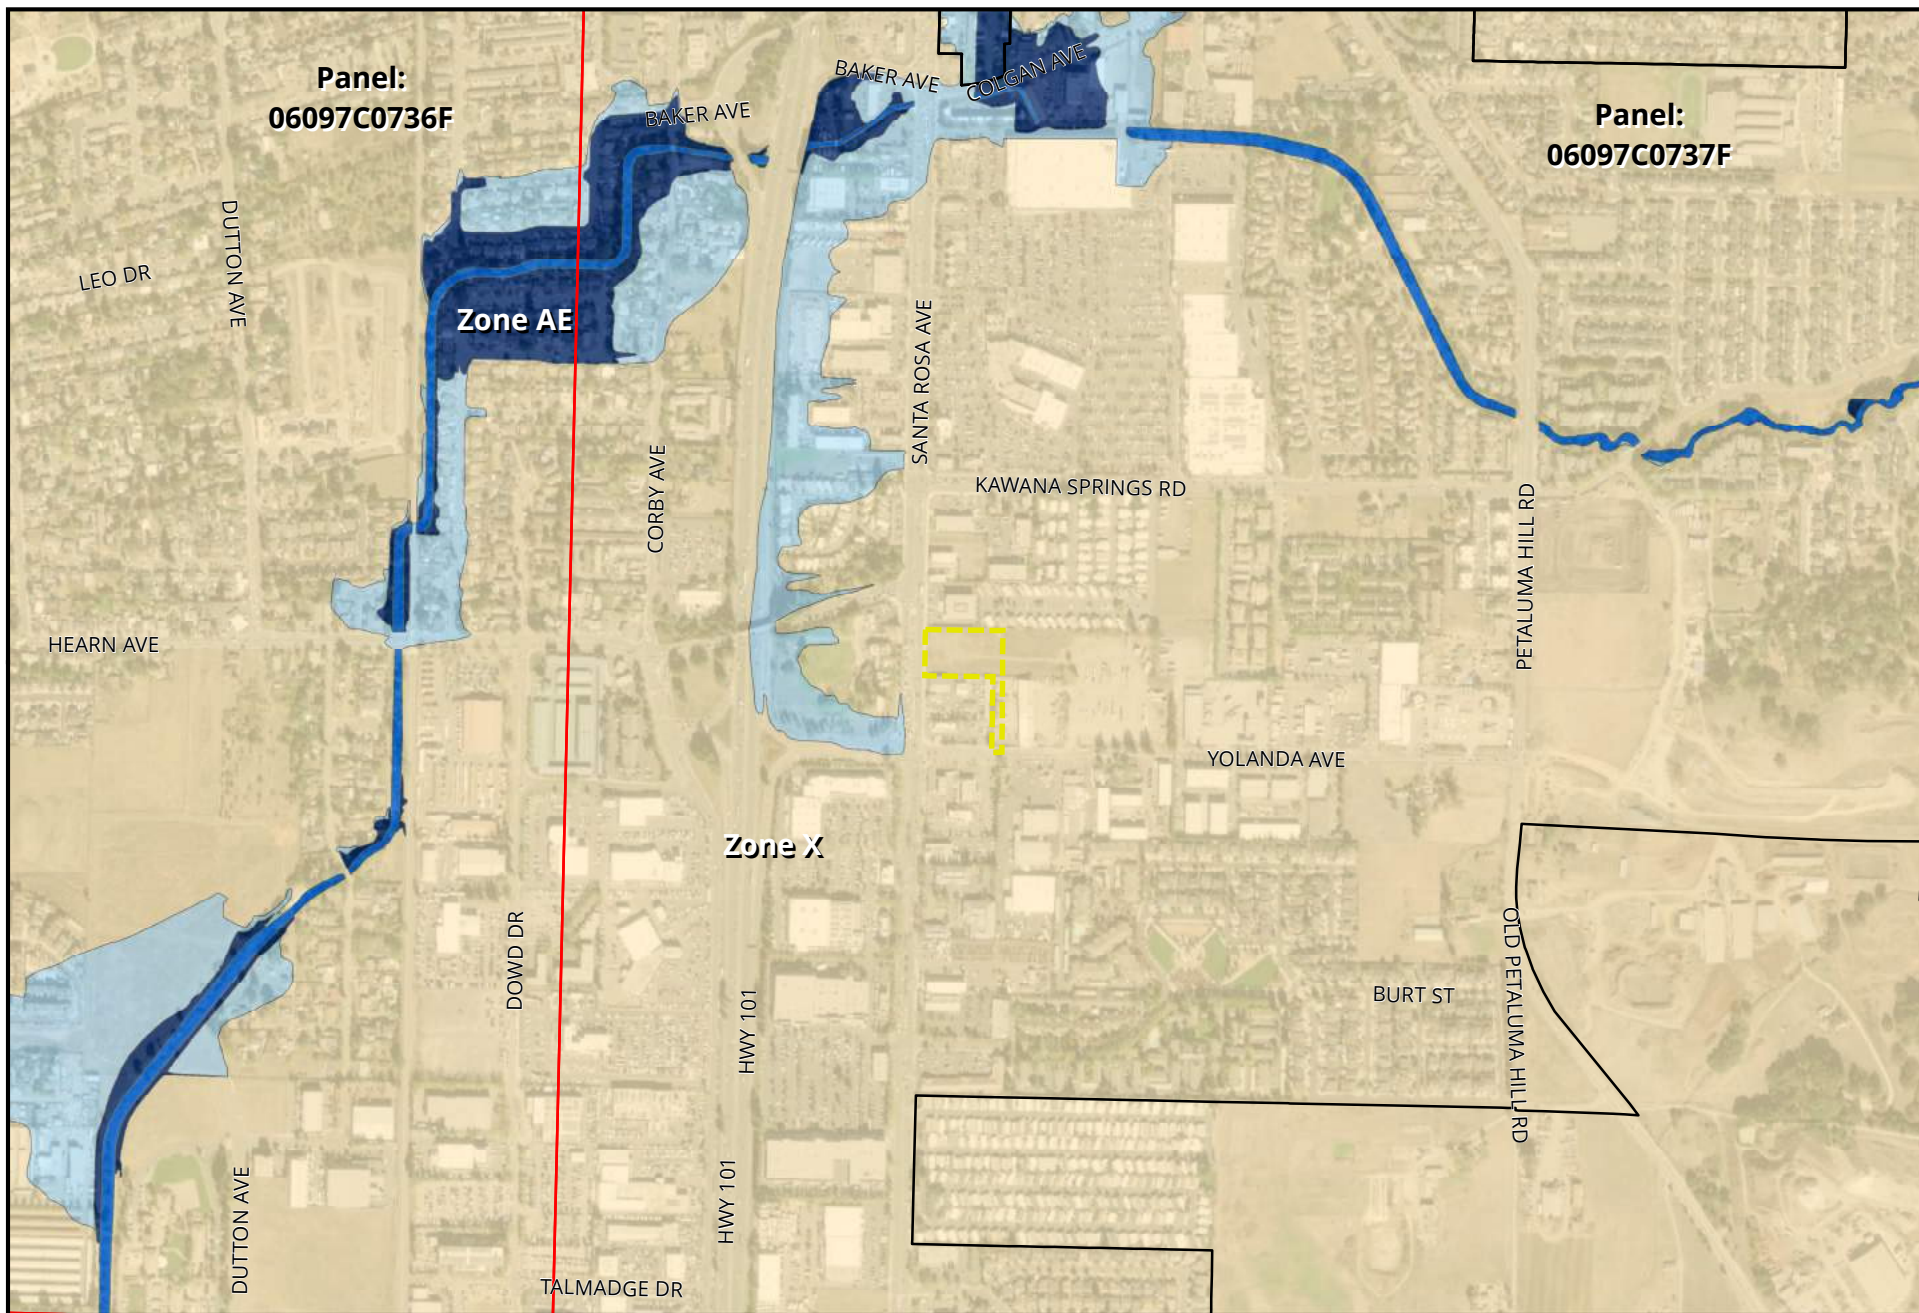 Panel:
06097C0736F
Panel:
06097C0737F
BAKER AVE
BAKER AVE
COLGAN AVE
DUTTON AVE
LEO DR
Zone AE
SANTA ROSA AVE
CORBY AVE
KAWANA SPRINGS RD
PETALUMA HILL RD
HEARN AVE
YOLANDA AVE
Zone X
DOWD DR
OLD PETALUMA HILL RD
HWY 101
BURT ST
HWY 101
DUTTON AVE
TALMADGE DR